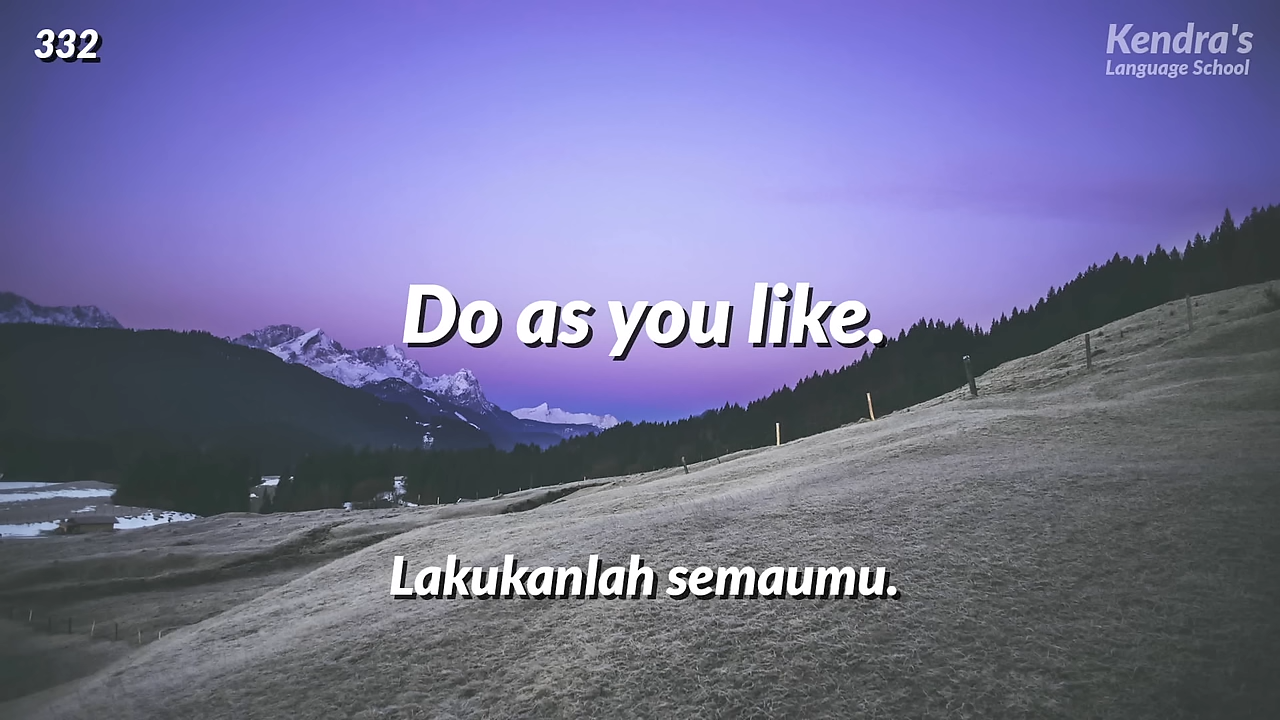 332
Kendra's
Language School
Do as you like.
Lakukanlah semaumu.